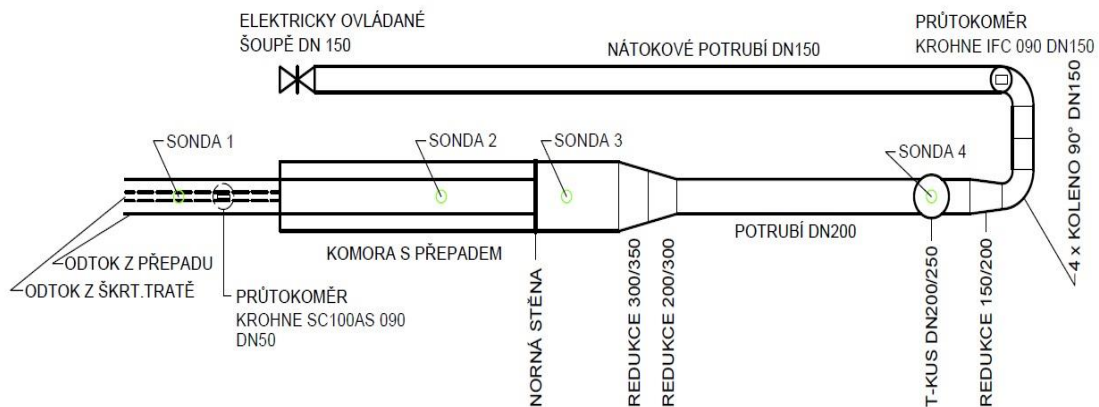 ELEKTRICKY OVLÁDANÉ
ŠOUPĚ DN 150
NÁTOKOVÉ POTRUBÍ DN150
PRŮTOKOMĚR
KROHNE IFC 090 DN150
SONDA 1
SONDA 2
SONDA 3
SONDA 4
4 x KOLENO 90° DN150
ODTOK Z PŘEPADU
ODTOK Z ŠKRT.TRATĚ
KOMORA S PŘEPADEM
POTRUBÍ DN200
PRŮTOKOMĚR
KROHNE SC100AS 090
DN50
NORNÁ STĚNA
REDUKCE 300/350
REDUKCE 200/300
T-KUS DN200/250
REDUKCE 150/200